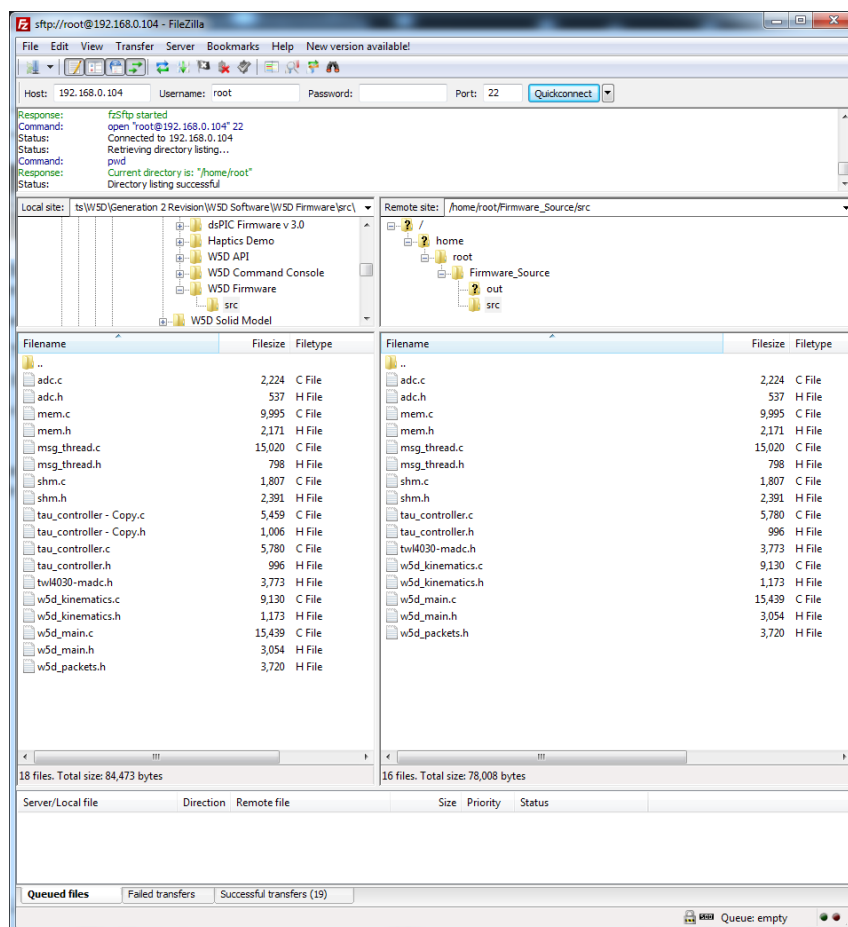 sftp://root@192.168.0.104 - FileZilla
File Edit View Transfer Server Bookmarks Help New version available!
Host: 192.168.0.104 Username: root Password: Port: 22 Quickconnect
Response: fzSftp started
Command: open "root@192.168.0.104" 22
Status: Connected to 192.168.0.104
Status: Retrieving directory listing...
Command: pwd
Response: Current directory is: "/home/root"
Status: Directory listing successful
Local site: ts\W5D\Generation 2 Revision\W5D Software\W5D Firmware\src\
dsPIC Firmware v 3.0
Haptics Demo
W5D API
W5D Command Console
W5D Firmware
src
W5D Solid Model
Remote site: /home/root/Firmware_Source/src
/
home
root
Firmware_Source
out
src
Filename Filesize Filetype
..
adc.c 2,224 C File
adc.h 537 H File
mem.c 9,995 C File
mem.h 2,171 H File
msg_thread.c 15,020 C File
msg_thread.h 798 H File
shm.c 1,807 C File
shm.h 2,391 H File
tau_controller - Copy.c 5,459 C File
tau_controller - Copy.h 1,006 H File
tau_controller.c 5,780 C File
tau_controller.h 996 H File
twl4030-madc.h 3,773 H File
w5d_kinematics.c 9,130 C File
w5d_kinematics.h 1,173 H File
w5d_main.c 15,439 C File
w5d_main.h 3,054 H File
w5d_packets.h 3,720 H File
18 files. Total size: 84,473 bytes
Filename Filesize Filetype
..
adc.c 2,224 C File
adc.h 537 H File
mem.c 9,995 C File
mem.h 2,171 H File
msg_thread.c 15,020 C File
msg_thread.h 798 H File
shm.c 1,807 C File
shm.h 2,391 H File
tau_controller.c 5,780 C File
tau_controller.h 996 H File
twl4030-madc.h 3,773 H File
w5d_kinematics.c 9,130 C File
w5d_kinematics.h 1,173 H File
w5d_main.c 15,439 C File
w5d_main.h 3,054 H File
w5d_packets.h 3,720 H File
16 files. Total size: 78,008 bytes
Server/Local file Direction Remote file Size Priority Status
Queued files Failed transfers Successful transfers (19)
Queue: empty